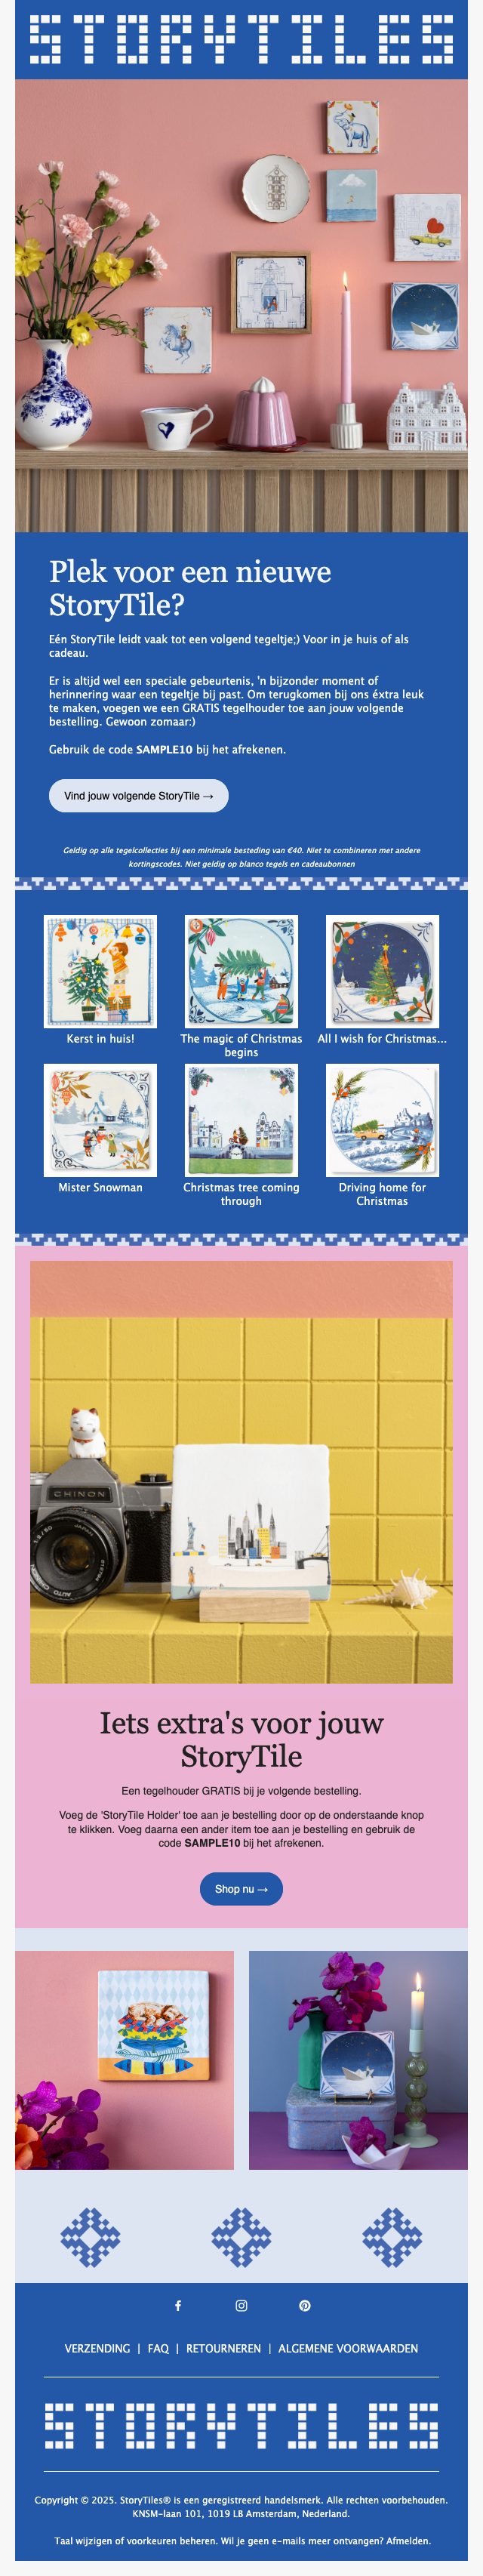 STORYTILES
Plek voor een nieuwe
StoryTile?
Eén StoryTile leidt vaak tot een volgend tegeltje;) Voor in je huis of als
cadeau.
Er is altijd wel een speciale gebeurtenis, 'n bijzonder moment of
herinnering waar een tegeltje bij past. Om terugkomen bij ons éxtra leuk
te maken, voegen we een GRATIS tegelhouder toe aan jouw volgende
bestelling. Gewoon zomaar:)
Gebruik de code SAMPLE10 bij het afrekenen.
Vind jouw volgende StoryTile →
Geldig op alle tegelcollecties bij een minimale besteding van €40. Niet te combineren met andere
kortingscodes. Niet geldig op blanco tegels en cadeaubonnen
Kerst in huis!
The magic of Christmas
begins
All I wish for Christmas...
Mister Snowman
Christmas tree coming
through
Driving home for
Christmas
CHINON
Iets extra's voor jouw
StoryTile
Een tegelhouder GRATIS bij je volgende bestelling.
Voeg de 'StoryTile Holder' toe aan je bestelling door op de onderstaande knop
te klikken. Voeg daarna een ander item toe aan je bestelling en gebruik de
code SAMPLE10 bij het afrekenen.
Shop nu →
VERZENDING | FAQ | RETOURNEREN | ALGEMENE VOORWAARDEN
STORYTILES
Copyright © 2025. StoryTiles® is een geregistreerd handelsmerk. Alle rechten voorbehouden.
KNSM-laan 101, 1019 LB Amsterdam, Nederland.
Taal wijzigen of voorkeuren beheren. Wil je geen e-mails meer ontvangen? Afmelden.